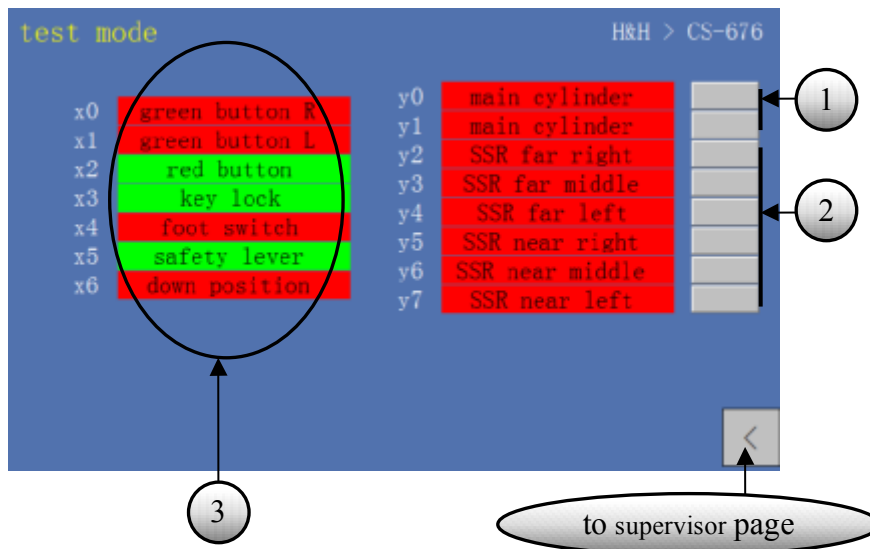 test mode
H&H > CS-676
x0 green button R
x1 green button L
x2 red button
x3 key lock
x4 foot switch
x5 safety lever
x6 down position
y0 main cylinder
y1 main cylinder
y2 SSR far right
y3 SSR far middle
y4 SSR far left
y5 SSR near right
y6 SSR near middle
y7 SSR near left
1
2
<
3
to supervisor page